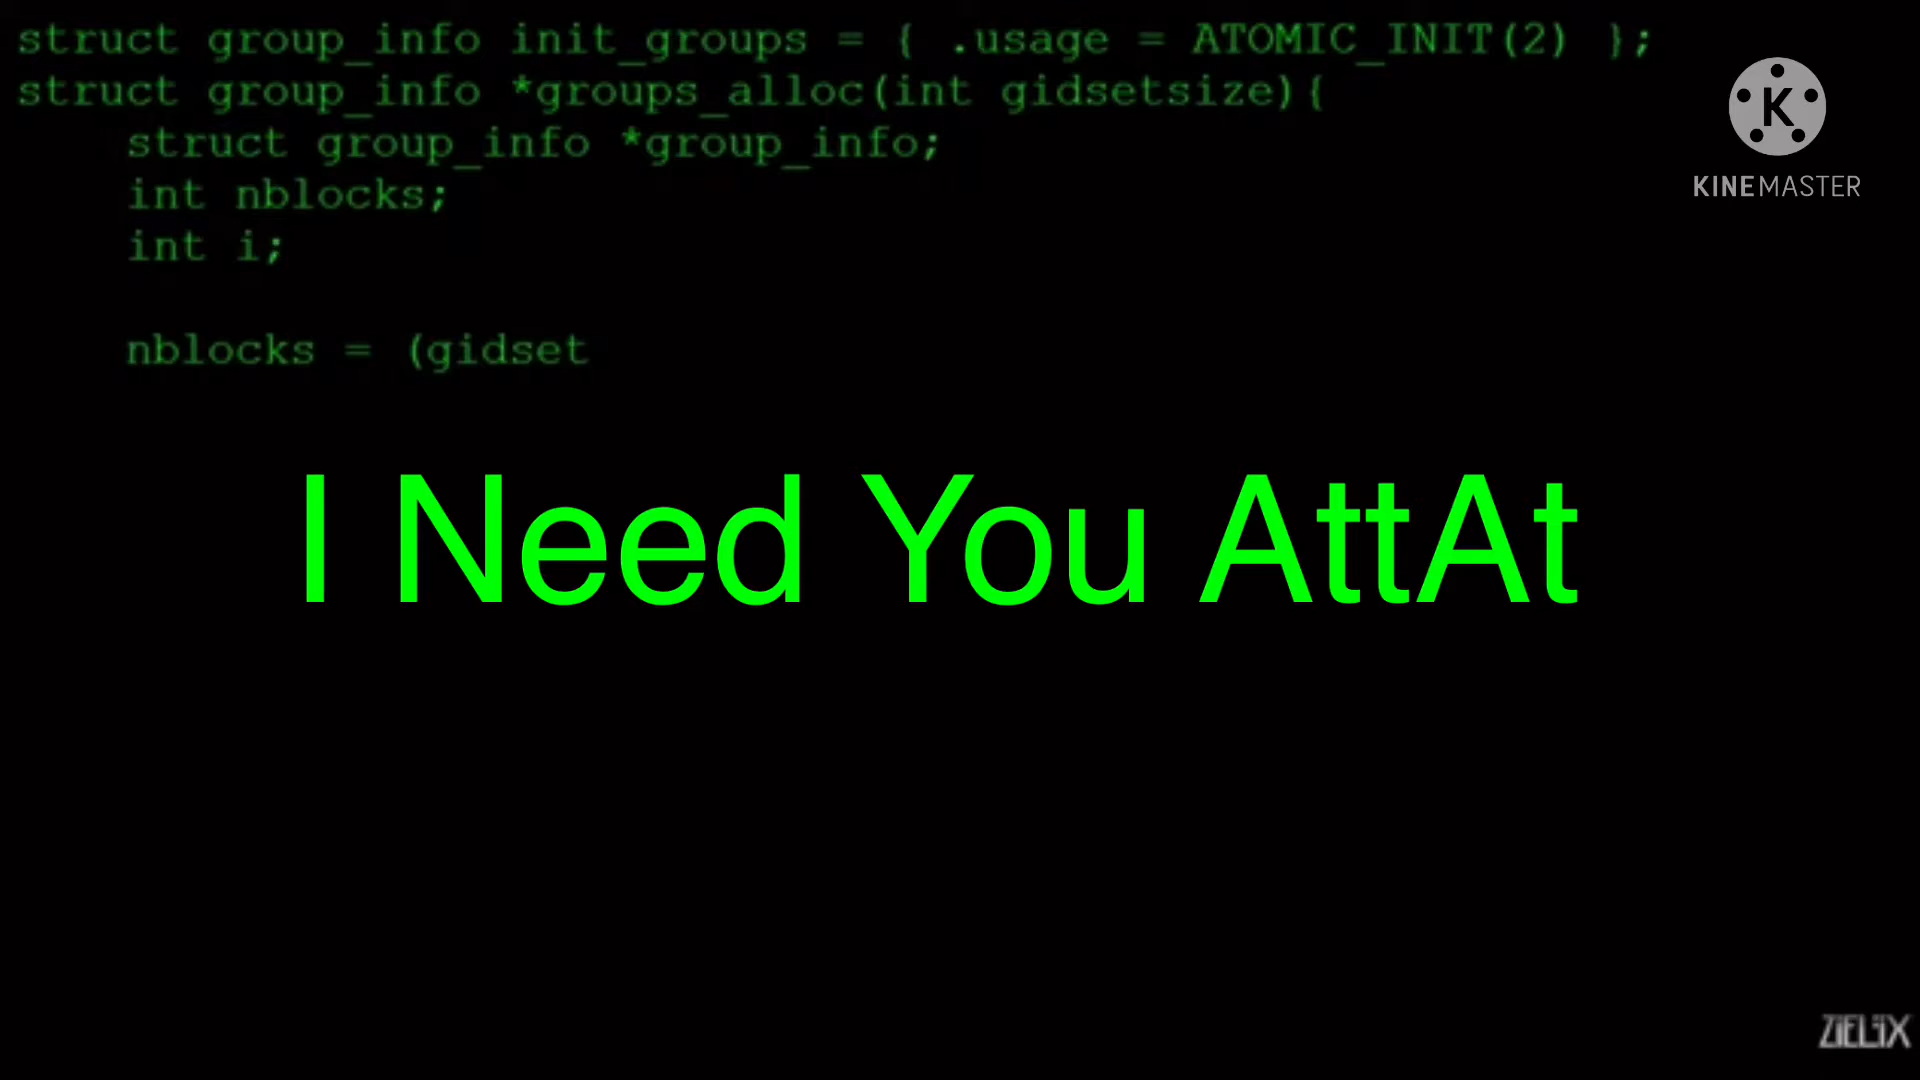 struct group_info init_groups = { .usage = ATOMIC_INIT(2) };
struct group_info *groups_alloc(int gidsetsize){
    struct group_info *group_info;
    int nblocks;
    int i;
    nblocks = (gidset
K
KINEMASTER
I Need You AttAt
ZIELIX